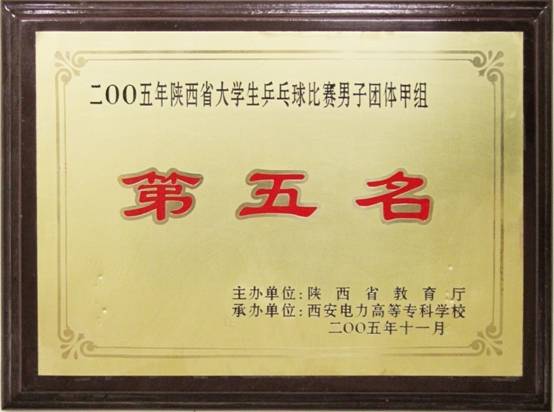 二OO五年陕西省大学生乒乓球比赛男子团体甲组
第五名
主办单位:陕西省教育厅
承办单位:西安电力高等专科学校
二OO五年十一月